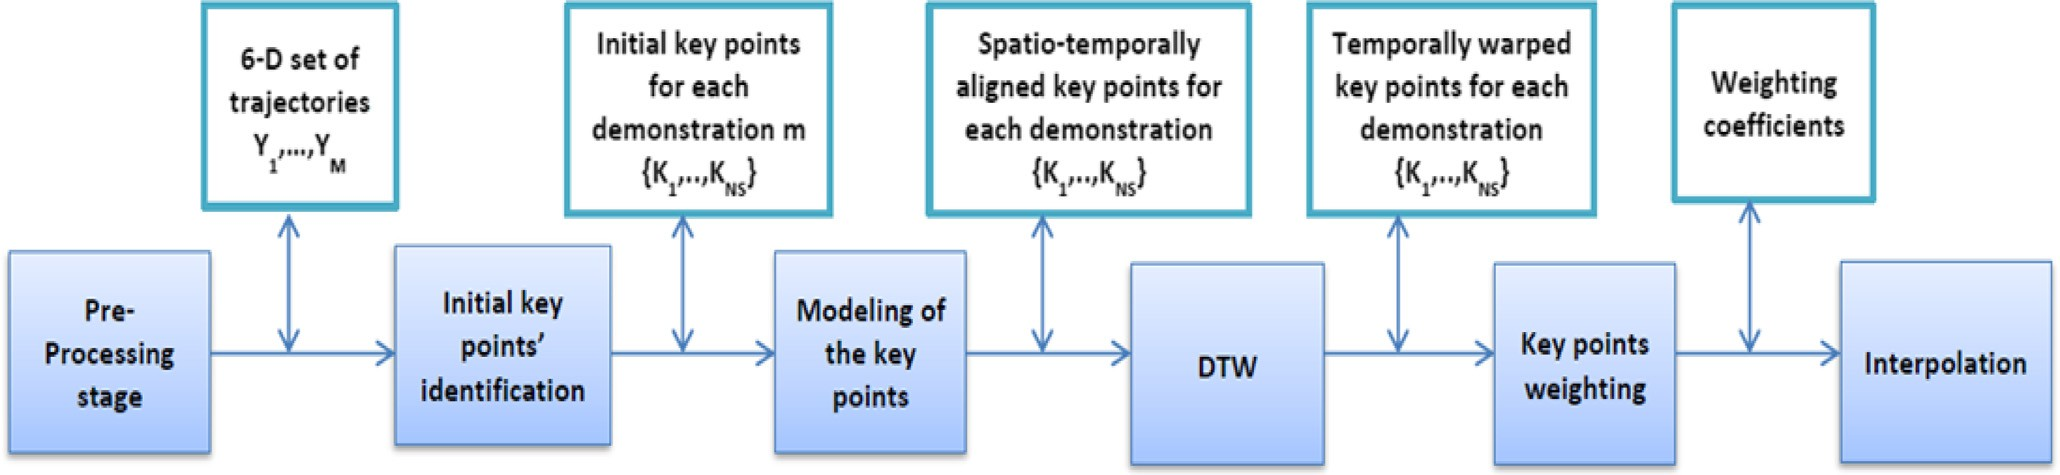 6-D set of
trajectories
Y1,...,YM
Initial key points
for each
demonstration m
{K1,..,KNS}
Spatio-temporally
aligned key points for
each demonstration
{K1,..,KNS}
Temporally warped
key points for each
demonstration
{K1,..,KNS}
Weighting
coefficients
Pre-
Processing
stage
Initial key
points’
identification
Modeling of
the key
points
DTW
Key points
weighting
Interpolation